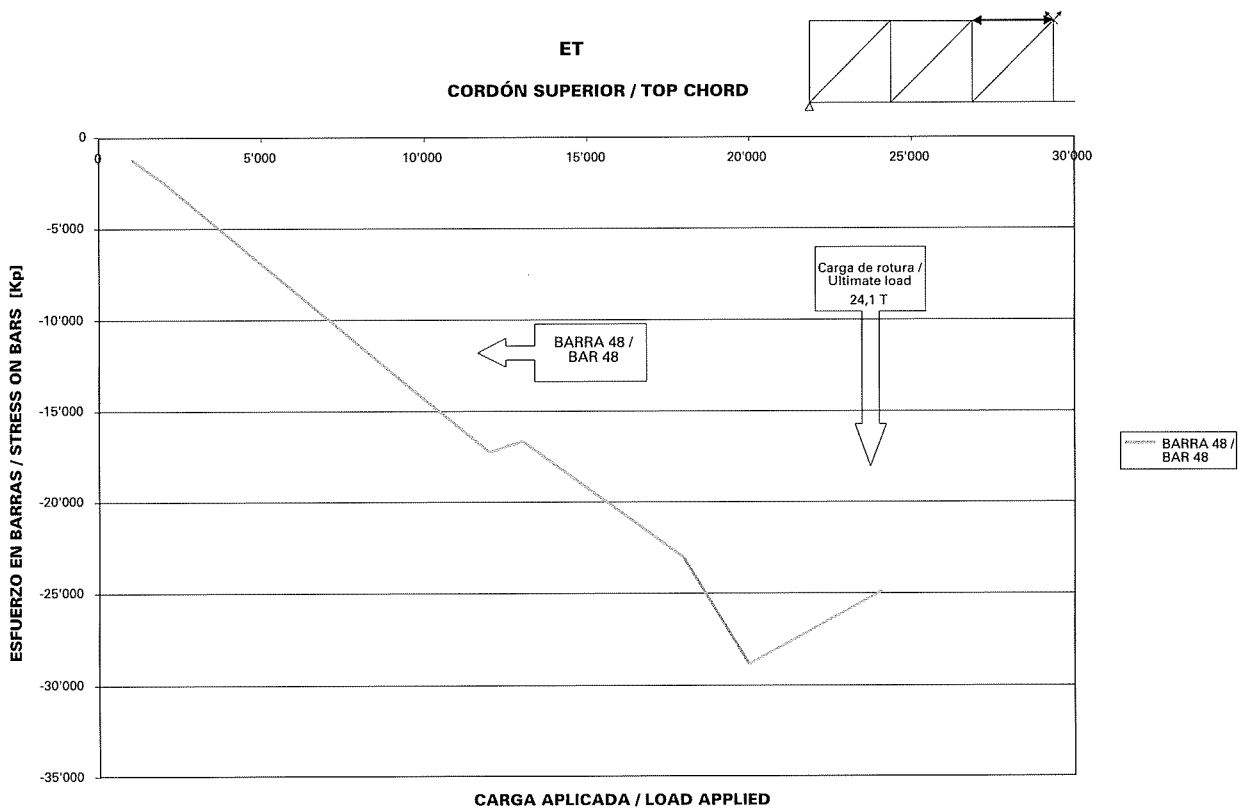 ET
CORDÓN SUPERIOR / TOP CHORD
0
0
5'000
10'000
15'000
20'000
25'000
30'000
-5'000
-10'000
-15'000
-20'000
-25'000
-30'000
-35'000
ESFUERZO EN BARRAS / STRESS ON BARS [Kp]
Carga de rotura /
Ultimate load
24,1 T
BARRA 48 /
BAR 48
BARRA 48 /
BAR 48
CARGA APLICADA / LOAD APPLIED